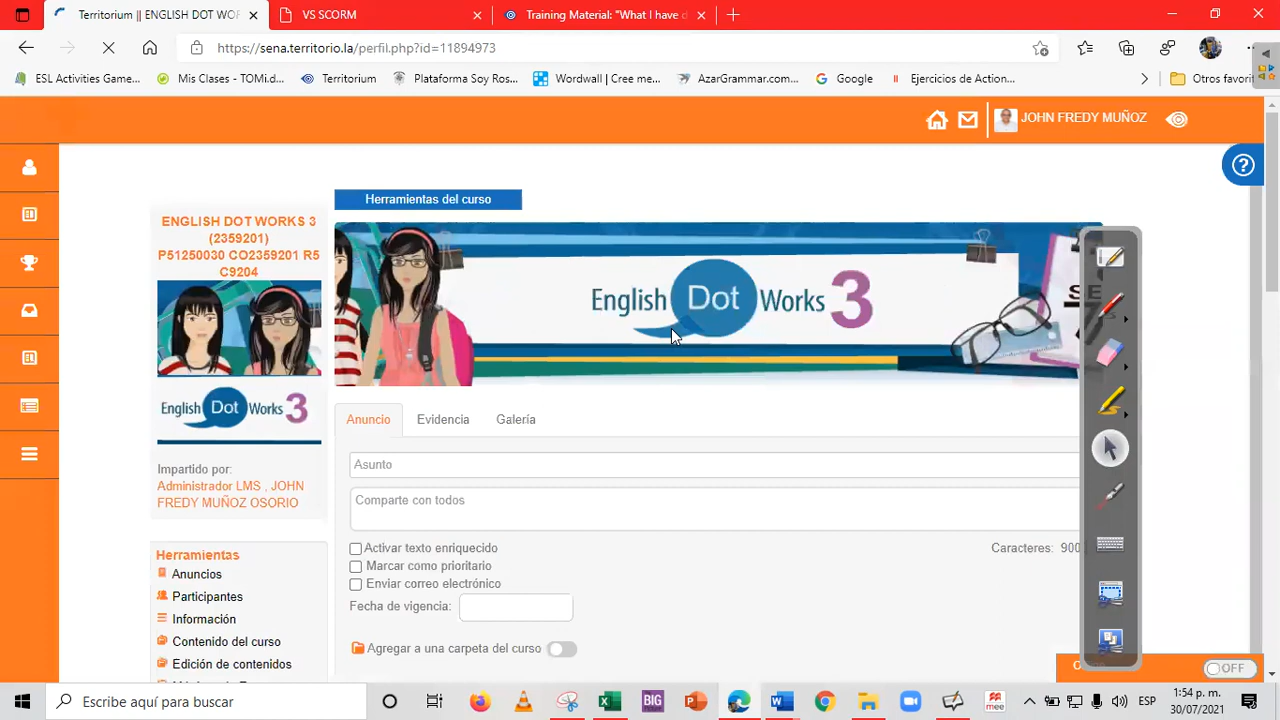 Territorium || ENGLISH DOT WO
VS SCORM
Training Material: "What I have d
https://sena.territorio.la/perfil.php?id=11894973
ESL Activities Game...
Mis Clases - TOMi.d...
Territorium
Plataforma Soy Ros...
Wordwall | Cree me...
AzarGrammar.com...
Google
Ejercicios de Action...
Otros favorit
JOHN FREDY MUÑOZ
Herramientas del curso
ENGLISH DOT WORKS 3
(2359201)
P51250030 CO2359201 R5
C9204
English Dot Works 3
SE
English Dot Works 3
Anuncio
Evidencia
Galería
Asunto
Impartido por:
Administrador LMS , JOHN
FREDY MUÑOZ OSORIO
Comparte con todos
Activar texto enriquecido
Caracteres: 900
Marcar como prioritario
Enviar correo electrónico
Fecha de vigencia:
Agregar a una carpeta del curso
Herramientas
Anuncios
Participantes
Información
Contenido del curso
Edición de contenidos
OFF
Escribe aquí para buscar
BIG
mee
ESP
1:54 p. m.
30/07/2021